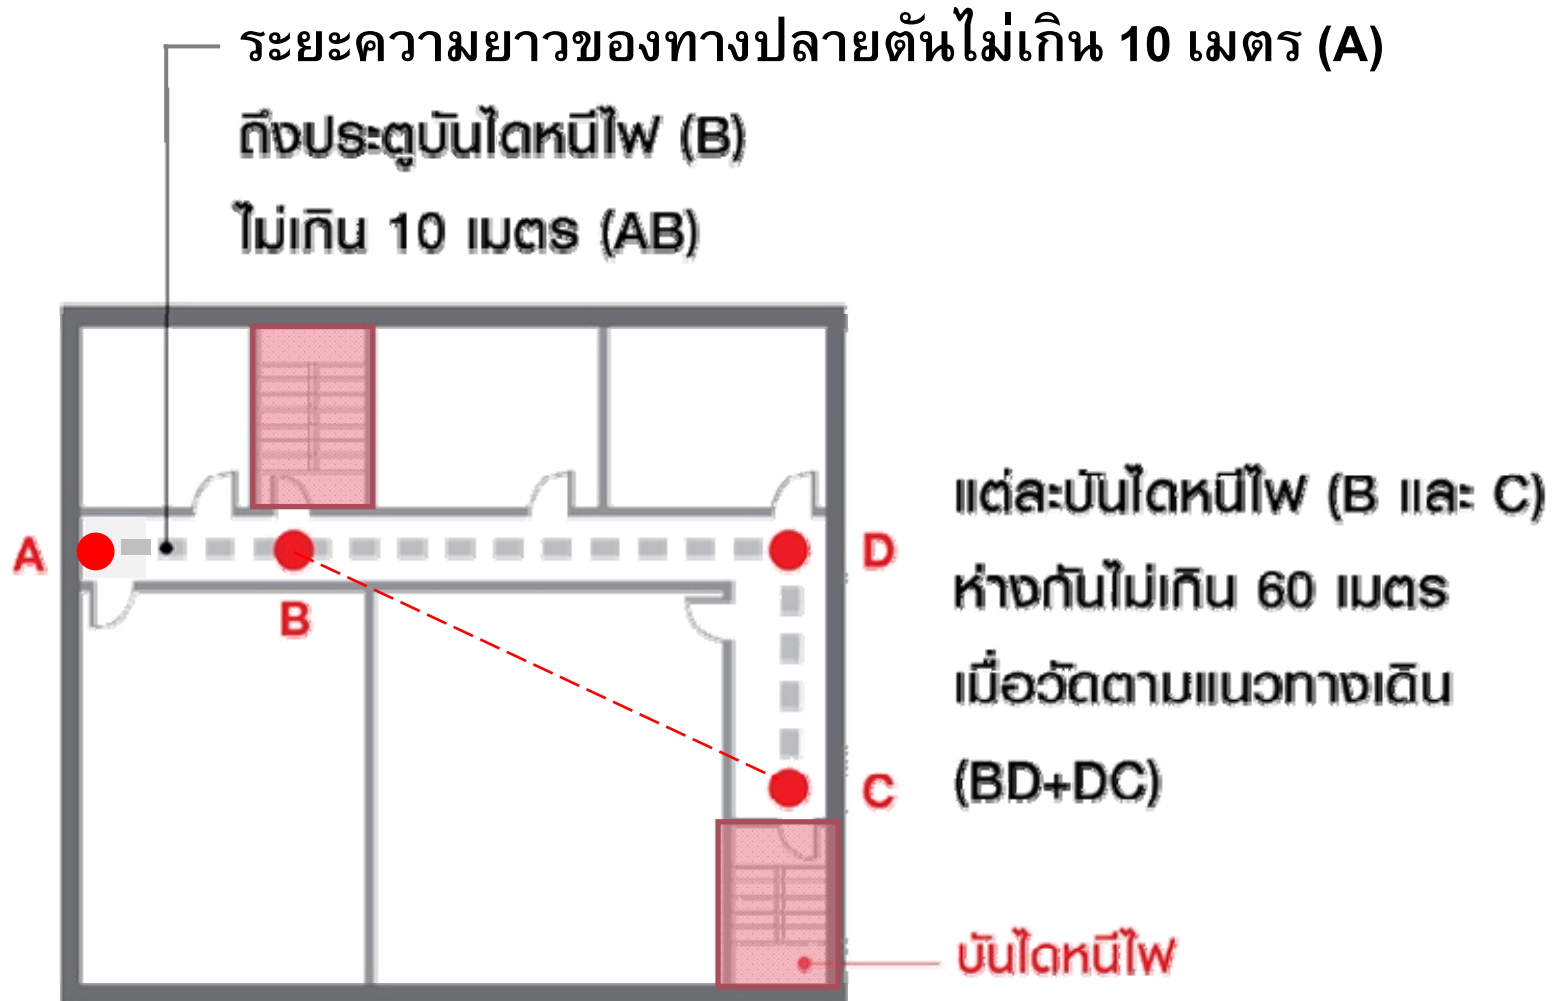 ระยะความยาวของทางปลายตันไม่เกิน 10 เมตร (A)
ถึงประตูบันไดหนีไฟ (B)
ไม่เกิน 10 เมตร (AB)
A
B
D
C
แต่ละบันไดหนีไฟ (B และ C)
ห่างกันไม่เกิน 60 เมตร
เมื่อวัดตามแนวทางเดิน
(BD+DC)
บันไดหนีไฟ